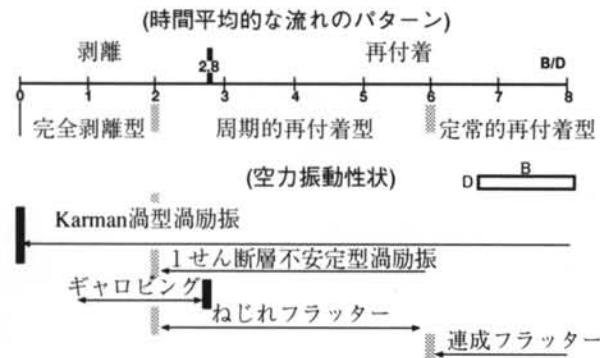 (時間平均的な流れのパターン)
剥離 再付着
2.8 B/D
0 1 2 3 4 5 6 7 8
完全剥離型 周期的再付着型 定常的再付着型
(空力振動性状)
B
D
Karman渦型渦励振
1せん断層不安定型渦励振
ギャロピング
ねじれフラッター
連成フラッター